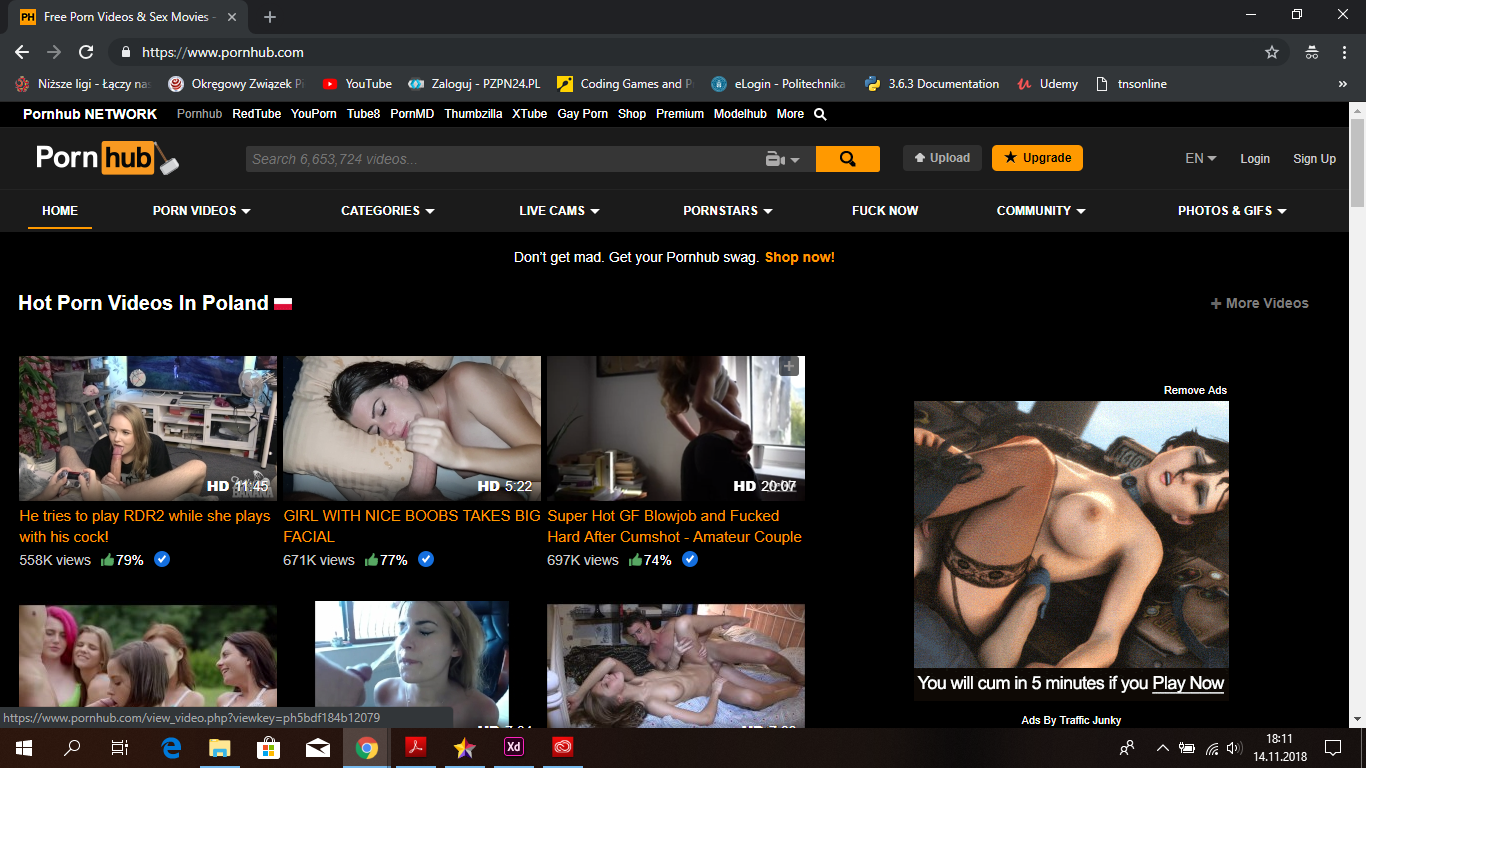 Free Porn Videos & Sex Movies -
https://www.pornhub.com
Niższe ligi - Łączy nas
Okręgowy Związek Pi
YouTube
Zaloguj - PZPN24.PL
Coding Games and P
eLogin - Politechnika
3.6.3 Documentation
Udemy
tnsonline
»
Pornhub NETWORK
Pornhub RedTube YouPorn Tube8 PornMD Thumbzilla XTube Gay Porn Shop Premium Modelhub More
Porn hub
Search 6,653,724 videos...
Upload
Upgrade
EN
Login
Sign Up
HOME
PORN VIDEOS
CATEGORIES
LIVE CAMS
PORNSTARS
FUCK NOW
COMMUNITY
PHOTOS & GIFS
Don't get mad. Get your Pornhub swag. Shop now!
Hot Porn Videos In Poland
+ More Videos
HD 11:45
He tries to play RDR2 while she plays
with his cock!
558K views 79%
HD 5:22
GIRL WITH NICE BOOBS TAKES BIG
FACIAL
671K views 77%
HD 20:07
Super Hot GF Blowjob and Fucked
Hard After Cumshot - Amateur Couple
697K views 74%
Remove Ads
You will cum in 5 minutes if you Play Now
Ads By Traffic Junky
https://www.pornhub.com/view_video.php?viewkey=ph5bdf184b12079
Xd
18:11
14.11.2018